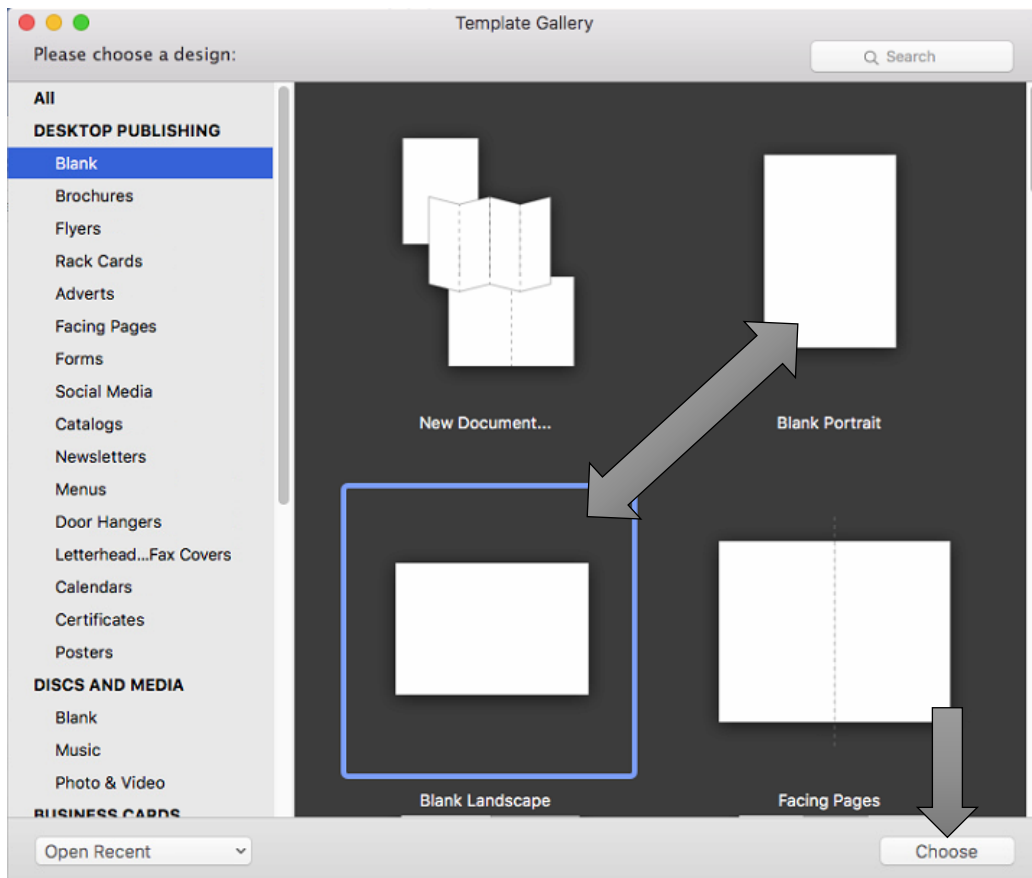 Template Gallery
Please choose a design:
Search
All
DESKTOP PUBLISHING
Blank
Brochures
Flyers
Rack Cards
Adverts
Facing Pages
Forms
Social Media
Catalogs
Newsletters
Menus
Door Hangers
Letterhead...Fax Covers
Calendars
Certificates
Posters
DISCS AND MEDIA
Blank
Music
Photo & Video
BUSINESS CARDS
New Document...
Blank Portrait
Blank Landscape
Facing Pages
Open Recent
Choose